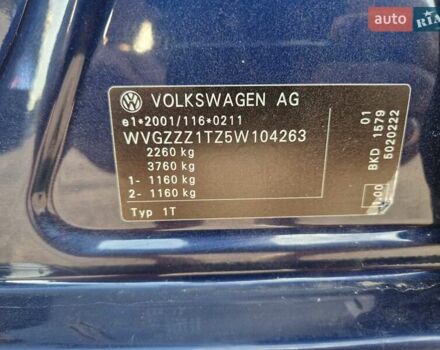 auto RIA
VOLKSWAGEN AG
e1*2001/116*0211
WVGZZZ1TZ5W104263
2260 kg
3760 kg
1- 1160 kg
2- 1160 kg
Typ 1T
01
BKD 1579
5020222